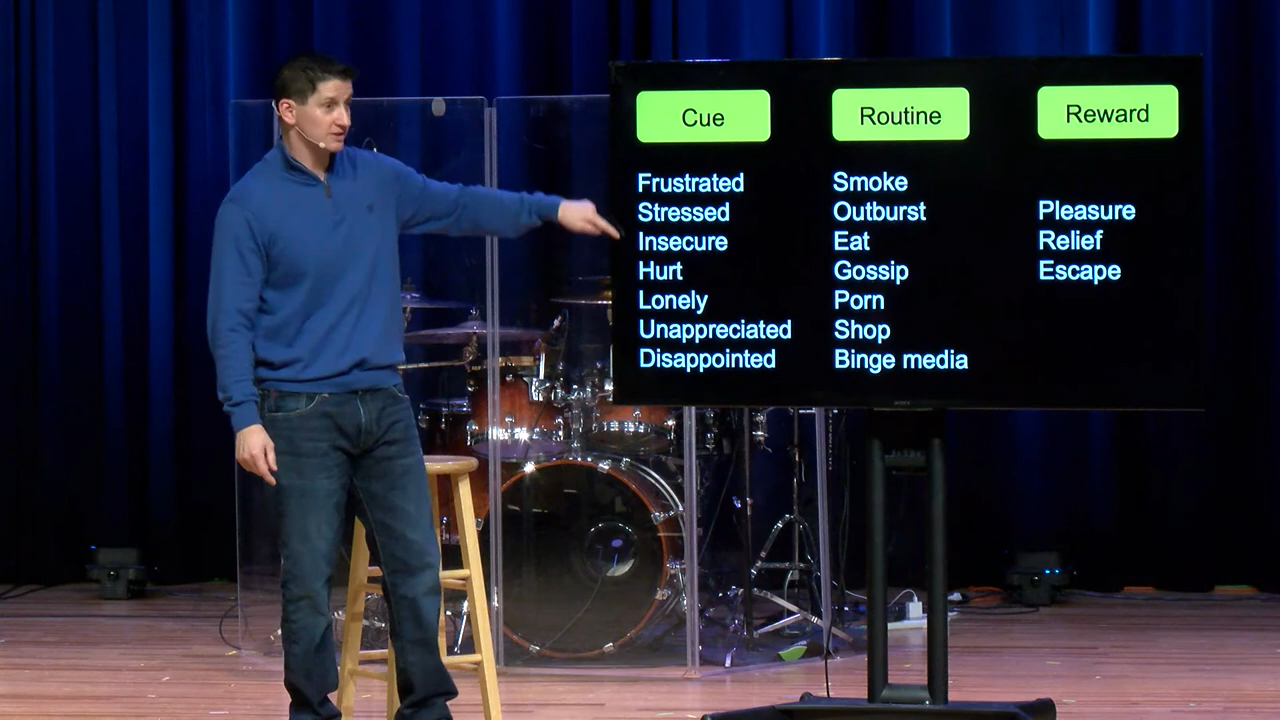 Cue
Routine
Reward
Frustrated
Stressed
Insecure
Hurt
Lonely
Unappreciated
Disappointed
Smoke
Outburst
Eat
Gossip
Porn
Shop
Binge media
Pleasure
Relief
Escape